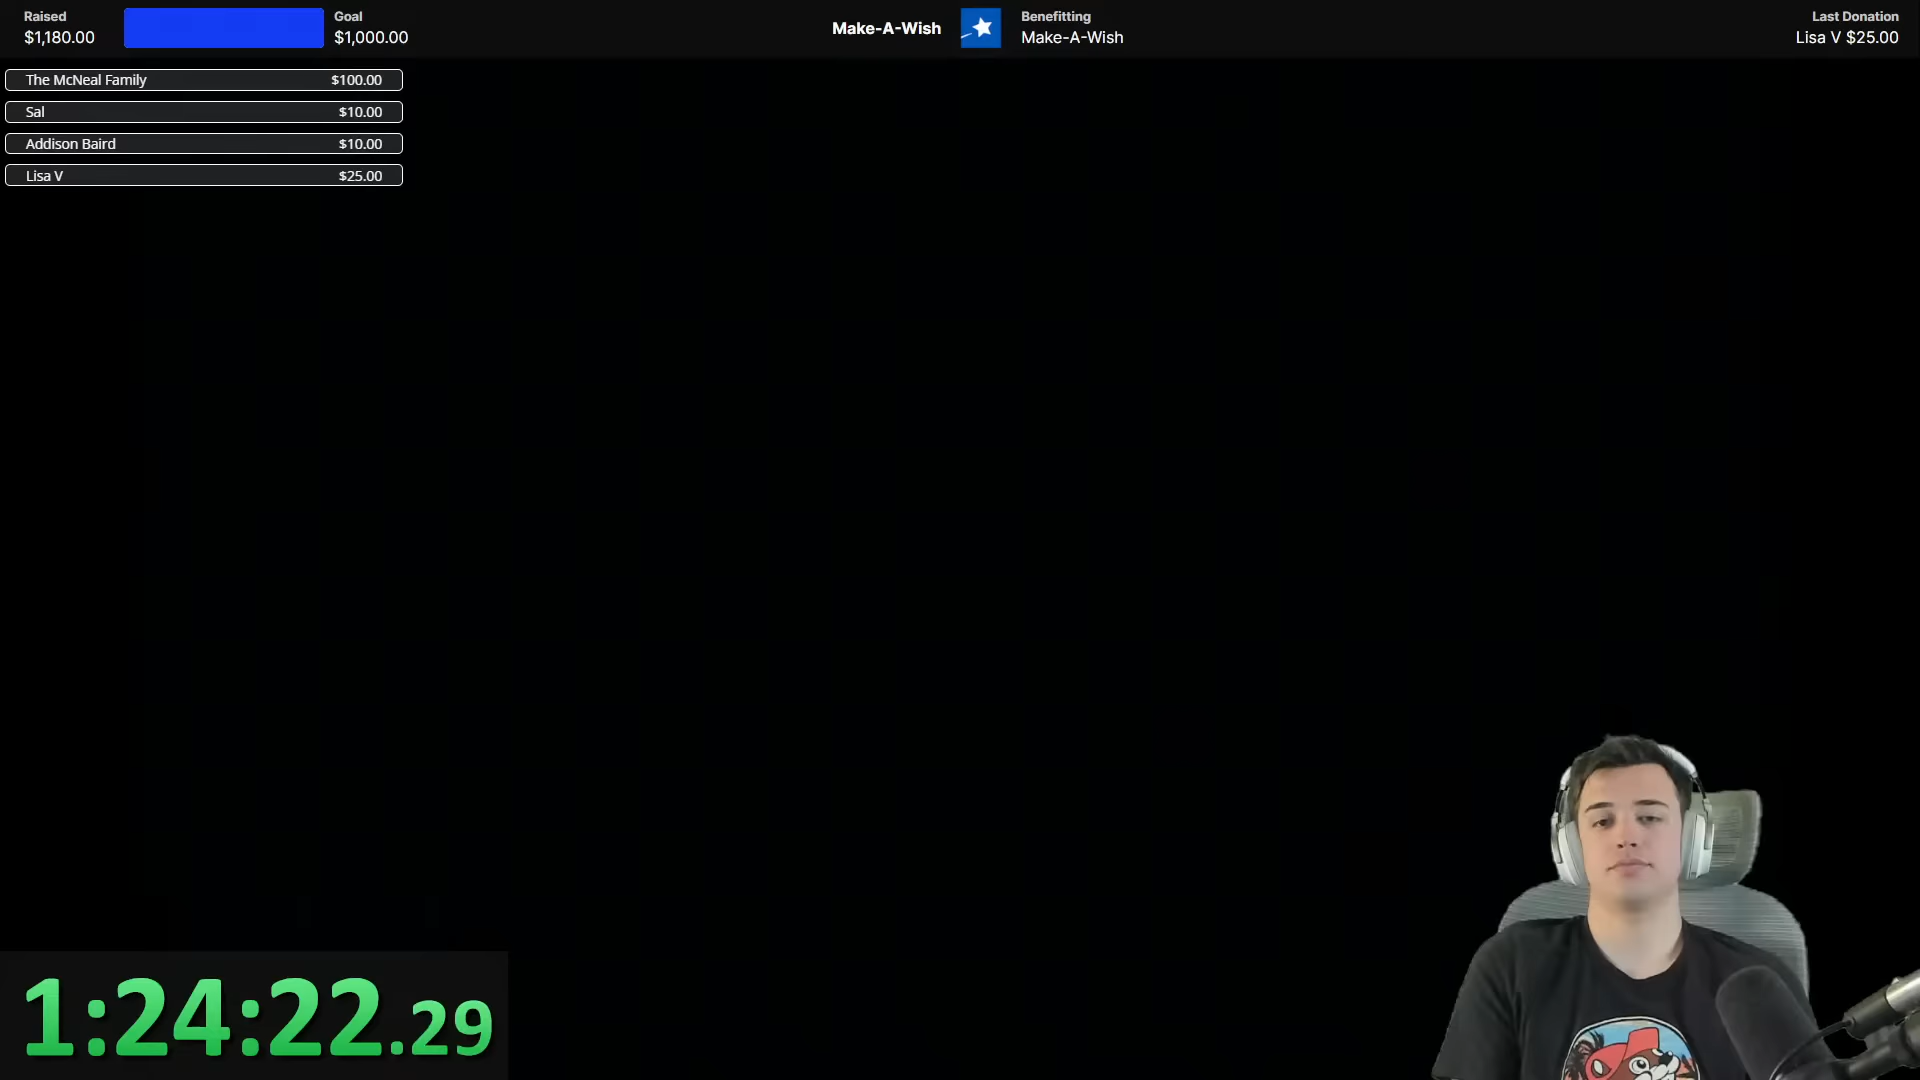 Raised
$1,180.00
Goal
$1,000.00
Make-A-Wish
Benefitting
Make-A-Wish
Last Donation
Lisa V $25.00
The McNeal Family $100.00
Sal $10.00
Addison Baird $10.00
Lisa V $25.00
1:24:22.29